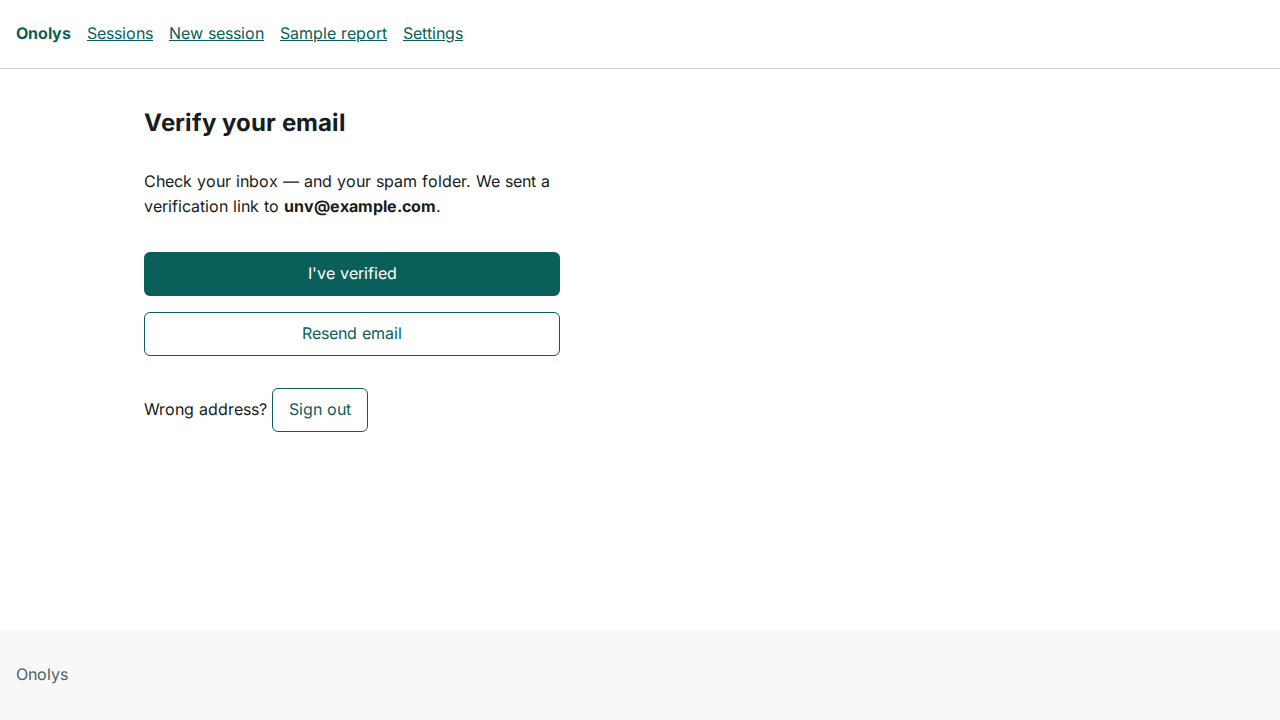 Onolys Sessions New session Sample report Settings
Verify your email
Check your inbox — and your spam folder. We sent a
verification link to unv@example.com.
I've verified
Resend email
Wrong address? Sign out
Onolys